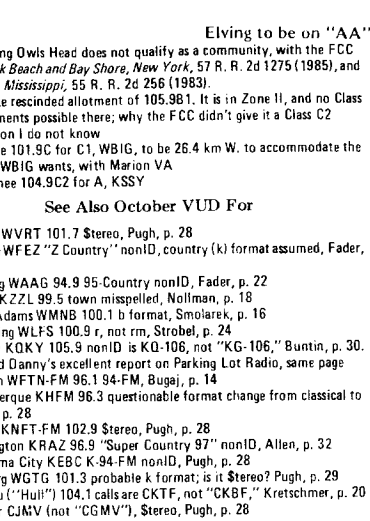 Elving to be on "AA"
ng Owls Head does not qualify as a community, with the FCC
k Beach and Bay Shore, New York, 57 R. R. 2d 1275 (1985), and
Mississippi, 55 R. R. 2d 256 (1983).
e rescinded allotment of 105.9B1. It is in Zone II, and no Class
nents possible there; why the FCC didn't give it a Class C2
on I do not know
e 101.9C for C1, WBIG, to be 26.4 km W. to accommodate the
WBIG wants, with Marion VA
nee 104.9C2 for A, KSSY
See Also October VUD For
WVRT 101.7 $tereo, Pugh, p. 28
-WFEZ "Z Country" nonID, country (k) format assumed, Fader,
g WAAG 94.9 95-Country nonID, Fader, p. 22
KZZL 99.5 town misspelled, Nollman, p. 18
Adams WMNB 100.1 b format, Smolarek, p. 16
ng WLFS 100.9 r, not rm, Strobel, p. 24
KQKY 105.9 nonID is KQ-106, not "KG-106," Buntin, p. 30.
d Danny's excellent report on Parking Lot Radio, same page
n WFTN-FM 96.1 94-FM, Bugaj, p. 14
erque KHFM 96.3 questionable format change from classical to
p. 28
KNFT-FM 102.9 $tereo, Pugh, p. 28
gton KRAZ 96.9 "Super Country 97" nonID, Allen, p. 32
ma City KEBC K-94-FM nonID, Pugh, p. 28
rg WGTG 101.3 probable k format; is it $tereo? Pugh, p. 29
u ("Hull") 104.1 calls are CKTF, not "CKBF," Kretschmer, p. 20
r CJMV (not "CGMV"), $tereo, Pugh, p. 28